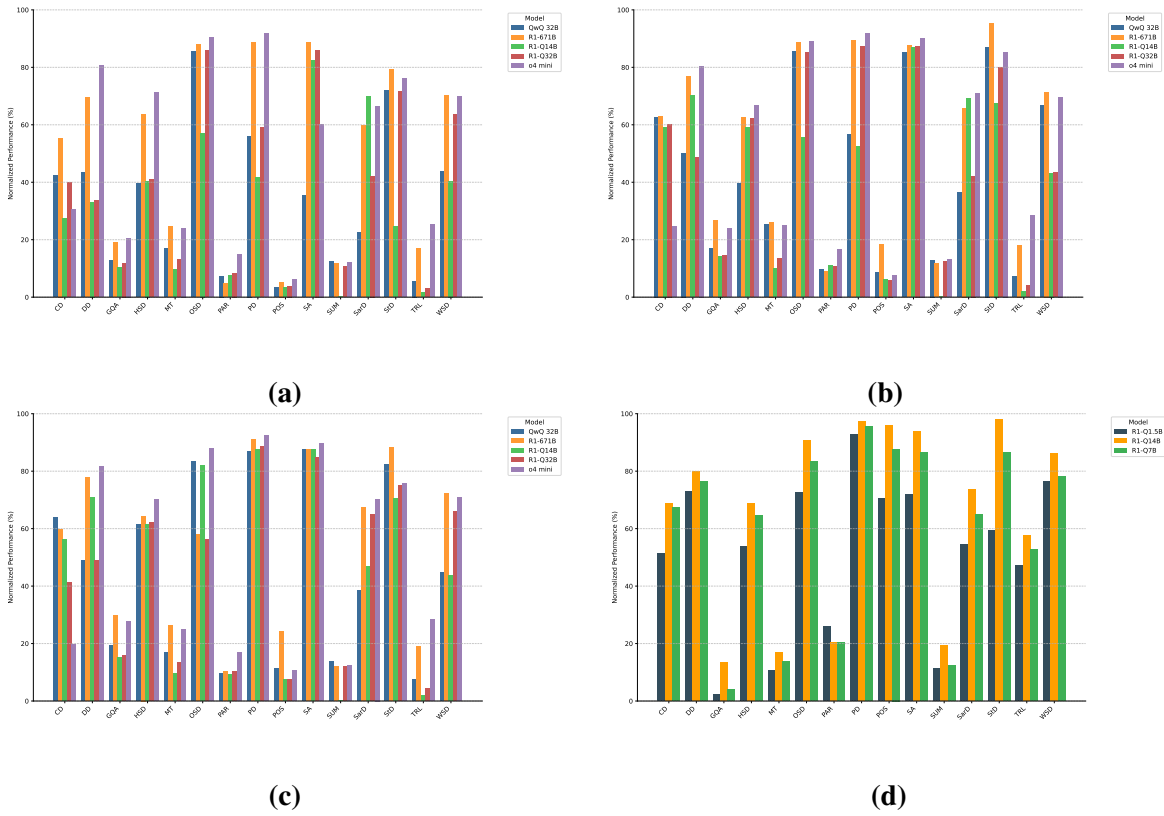 100
80
60
40
20
0
Normalized Performance (%)
CD DD GQA HSD MT OSD PAR PD POS SA SUM SarD StD TRL WSD
Model
QwQ 32B
R1-671B
R1-Q14B
R1-Q32B
o4 mini
(a)
100
80
60
40
20
0
Normalized Performance (%)
CD DD GQA HSD MT OSD PAR PD POS SA SUM SarD StD TRL WSD
Model
QwQ 32B
R1-671B
R1-Q14B
R1-Q32B
o4 mini
(b)
100
80
60
40
20
0
Normalized Performance (%)
CD DD GQA HSD MT OSD PAR PD POS SA SUM SarD StD TRL WSD
Model
QwQ 32B
R1-671B
R1-Q14B
R1-Q32B
o4 mini
(c)
100
80
60
40
20
0
Normalized Performance (%)
CD DD GQA HSD MT OSD PAR PD POS SA SUM SarD StD TRL WSD
Model
R1-Q1.5B
R1-Q14B
R1-Q7B
(d)